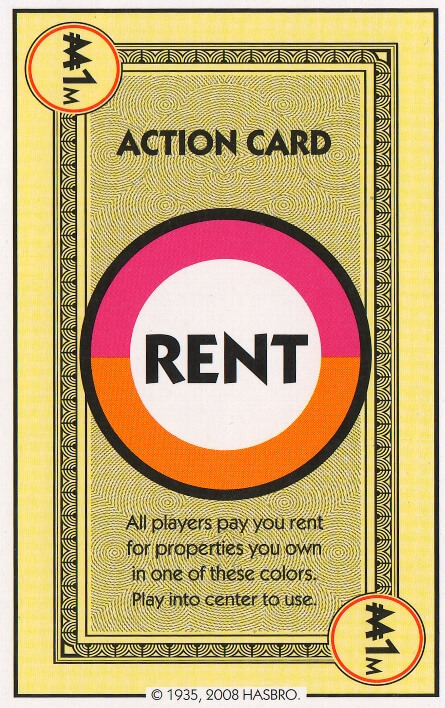 ₩1M
ACTION CARD
RENT
All players pay you rent
for properties you own
in one of these colors.
Play into center to use.
₩1M
© 1935, 2008 HASBRO.